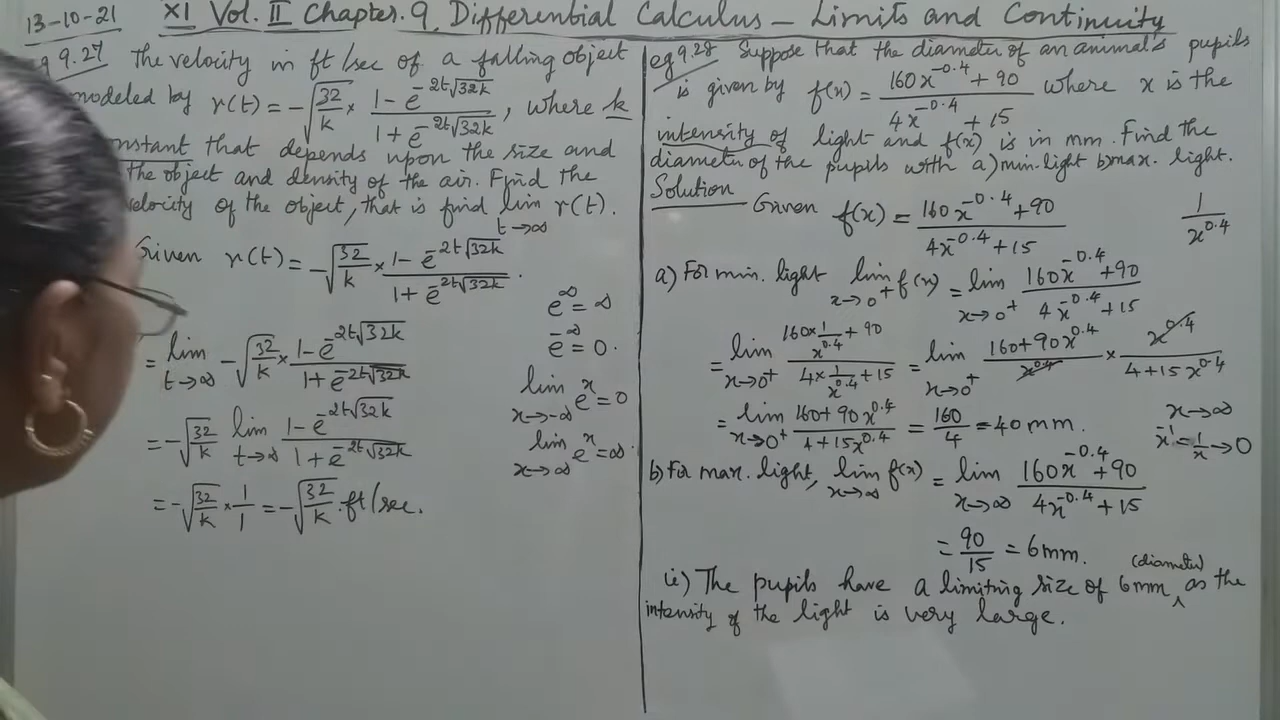 13-10-21
XI Vol. II Chapter. 9. Differential Calculus – Limits and Continuity
9.27 The velocity in ft/sec of a falling object
modeled by r(t) = -√(32/k) × (1 - e^(-2t√(32k)))/(1 + e^(-2t√(32k))), where k
constant that depends upon the size and
the object and density of the air. Find the
velocity of the object, that is find lim t→∞ r(t).
Given r(t) = -√(32/k) × (1 - e^(-2t√(32k)))/(1 + e^(-2t√(32k))).
= lim t→∞ -√(32/k) × (1 - e^(-2t√(32k)))/(1 + e^(-2t√(32k)))
= -√(32/k) lim t→∞ (1 - e^(-2t√(32k)))/(1 + e^(-2t√(32k)))
= -√(32/k) × 1/1 = -√(32/k) ft/sec.
e^∞ = ∞
e^-∞ = 0.
lim x→-∞ e^x = 0
lim x→∞ e^x = ∞.
eg 9.28 Suppose that the diameter of an animal's pupils
is given by f(x) = (160x^-0.4 + 90)/(4x^-0.4 + 15) where x is the
intensity of light and f(x) is in mm. Find the
diameter of the pupils with a) min. light b) max. light.
Solution
Given f(x) = (160x^-0.4 + 90)/(4x^-0.4 + 15)
1/x^0.4
a) For min. light lim x→0⁺ f(x) = lim x→0⁺ (160x^-0.4 + 90)/(4x^-0.4 + 15)
= lim x→0⁺ (160 × 1/x^0.4 + 90)/(4 × 1/x^0.4 + 15) = lim x→0⁺ (160 + 90x^0.4)/x^0.4 × x^0.4/(4 + 15x^0.4)
= lim x→0⁺ (160 + 90x^0.4)/(4 + 15x^0.4) = 160/4 = 40 mm.
x→∞
x^-1 = 1/x → 0
b) For max. light, lim x→∞ f(x) = lim x→∞ (160x^-0.4 + 90)/(4x^-0.4 + 15)
= 90/15 = 6 mm.
(diameter)
ie) The pupils have a limiting size of 6mm ‸ as the
intensity of the light is very large.